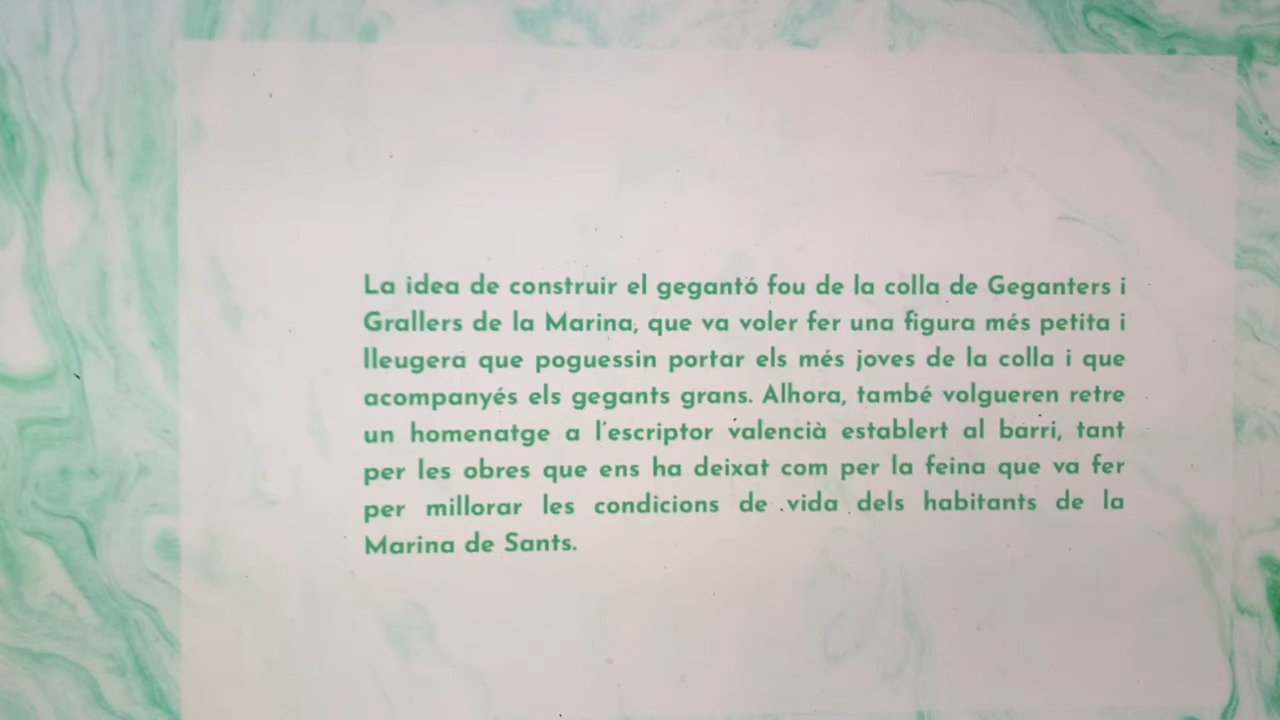 La idea de construir el gegantó fou de la colla de Geganters i
Grallers de la Marina, que va voler fer una figura més petita i
lleugera que poguessin portar els més joves de la colla i que
acompanyés els gegants grans. Alhora, també volgueren retre
un homenatge a l'escriptor valencià establert al barri, tant
per les obres que ens ha deixat com per la feina que va fer
per millorar les condicions de vida dels habitants de la
Marina de Sants.